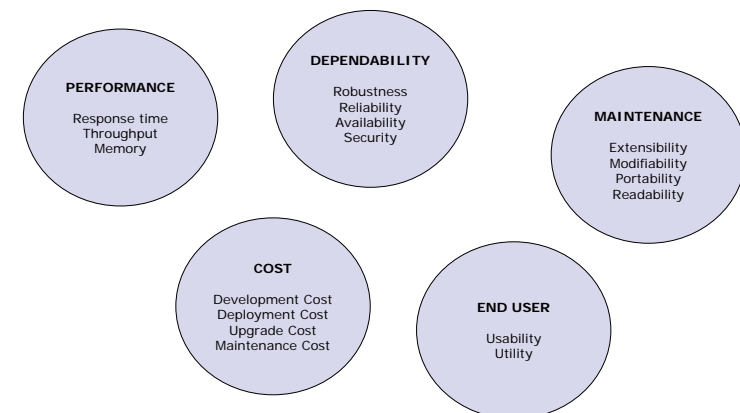 PERFORMANCE
Response time
Throughput
Memory
DEPENDABILITY
Robustness
Reliability
Availability
Security
MAINTENANCE
Extensibility
Modifiability
Portability
Readability
COST
Development Cost
Deployment Cost
Upgrade Cost
Maintenance Cost
END USER
Usability
Utility